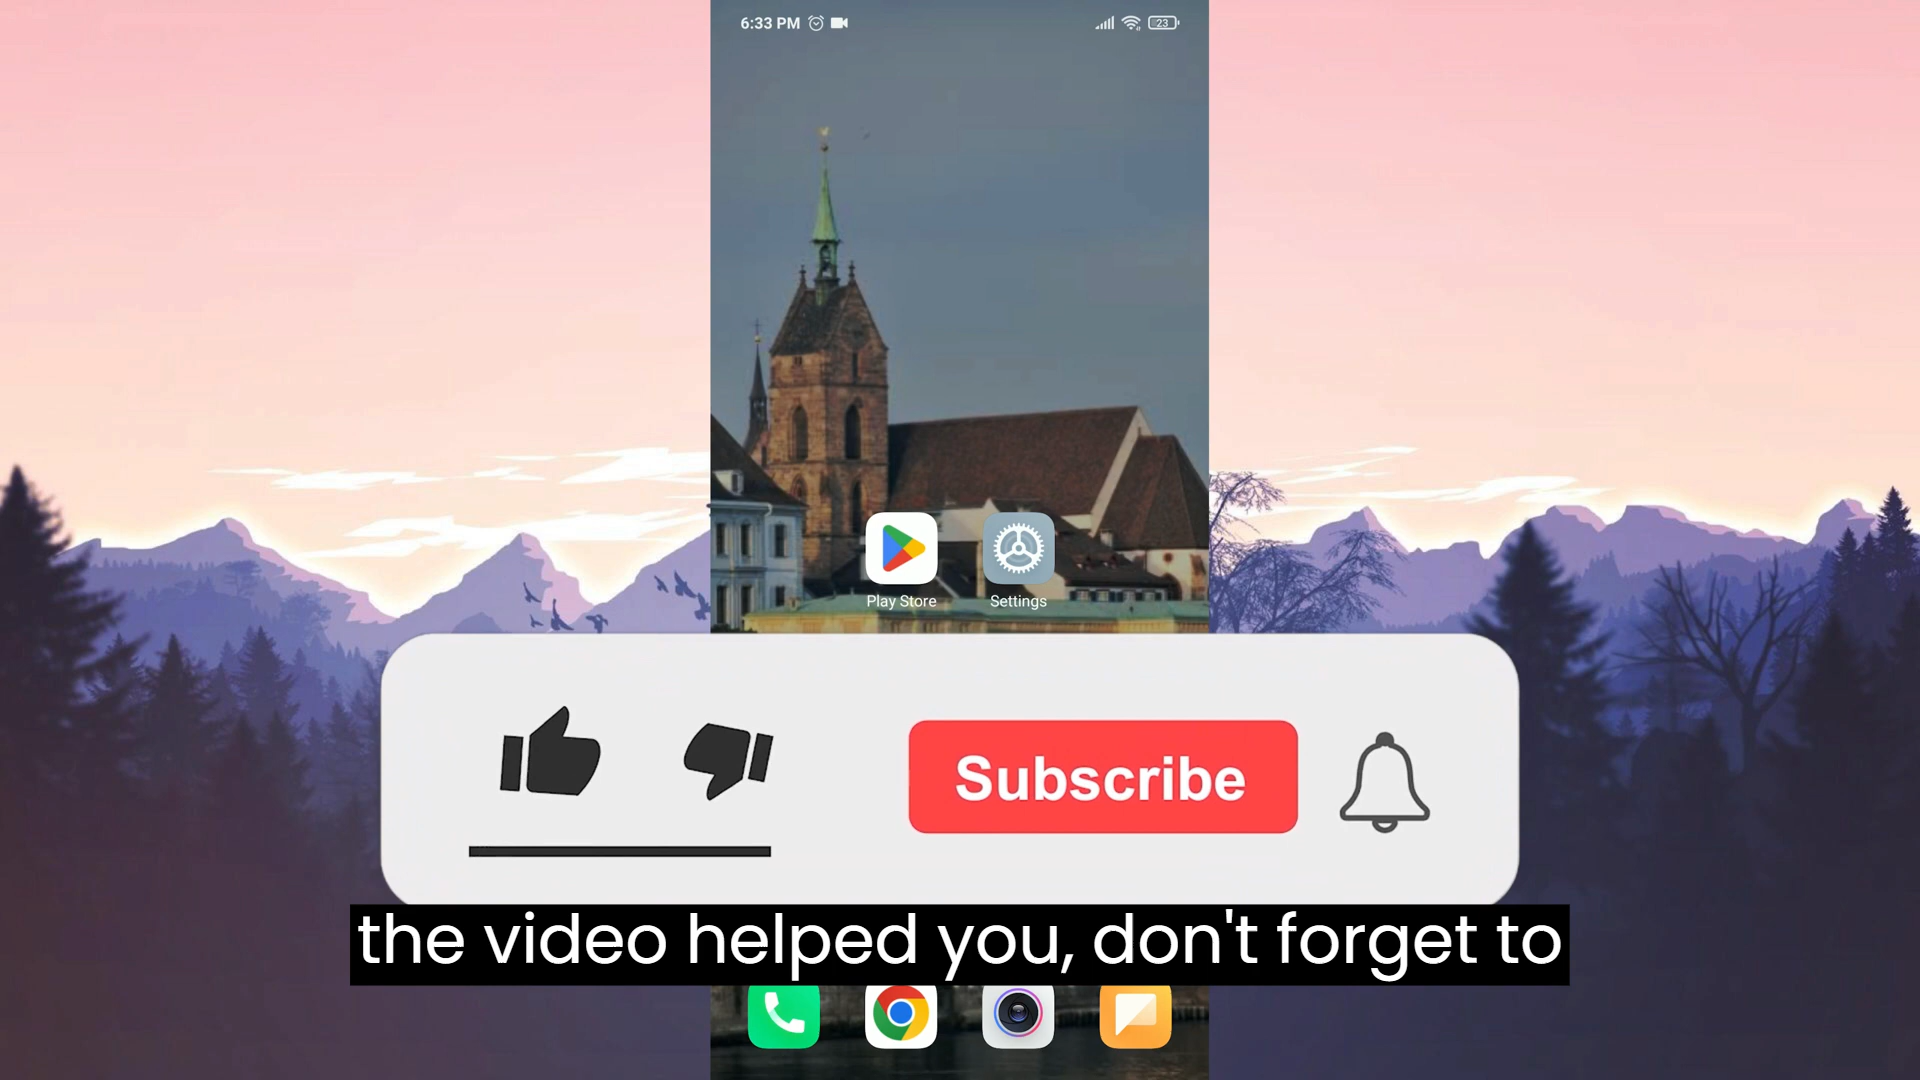 6:33 PM
23
Play Store
Settings
Subscribe
the video helped you, don't forget to